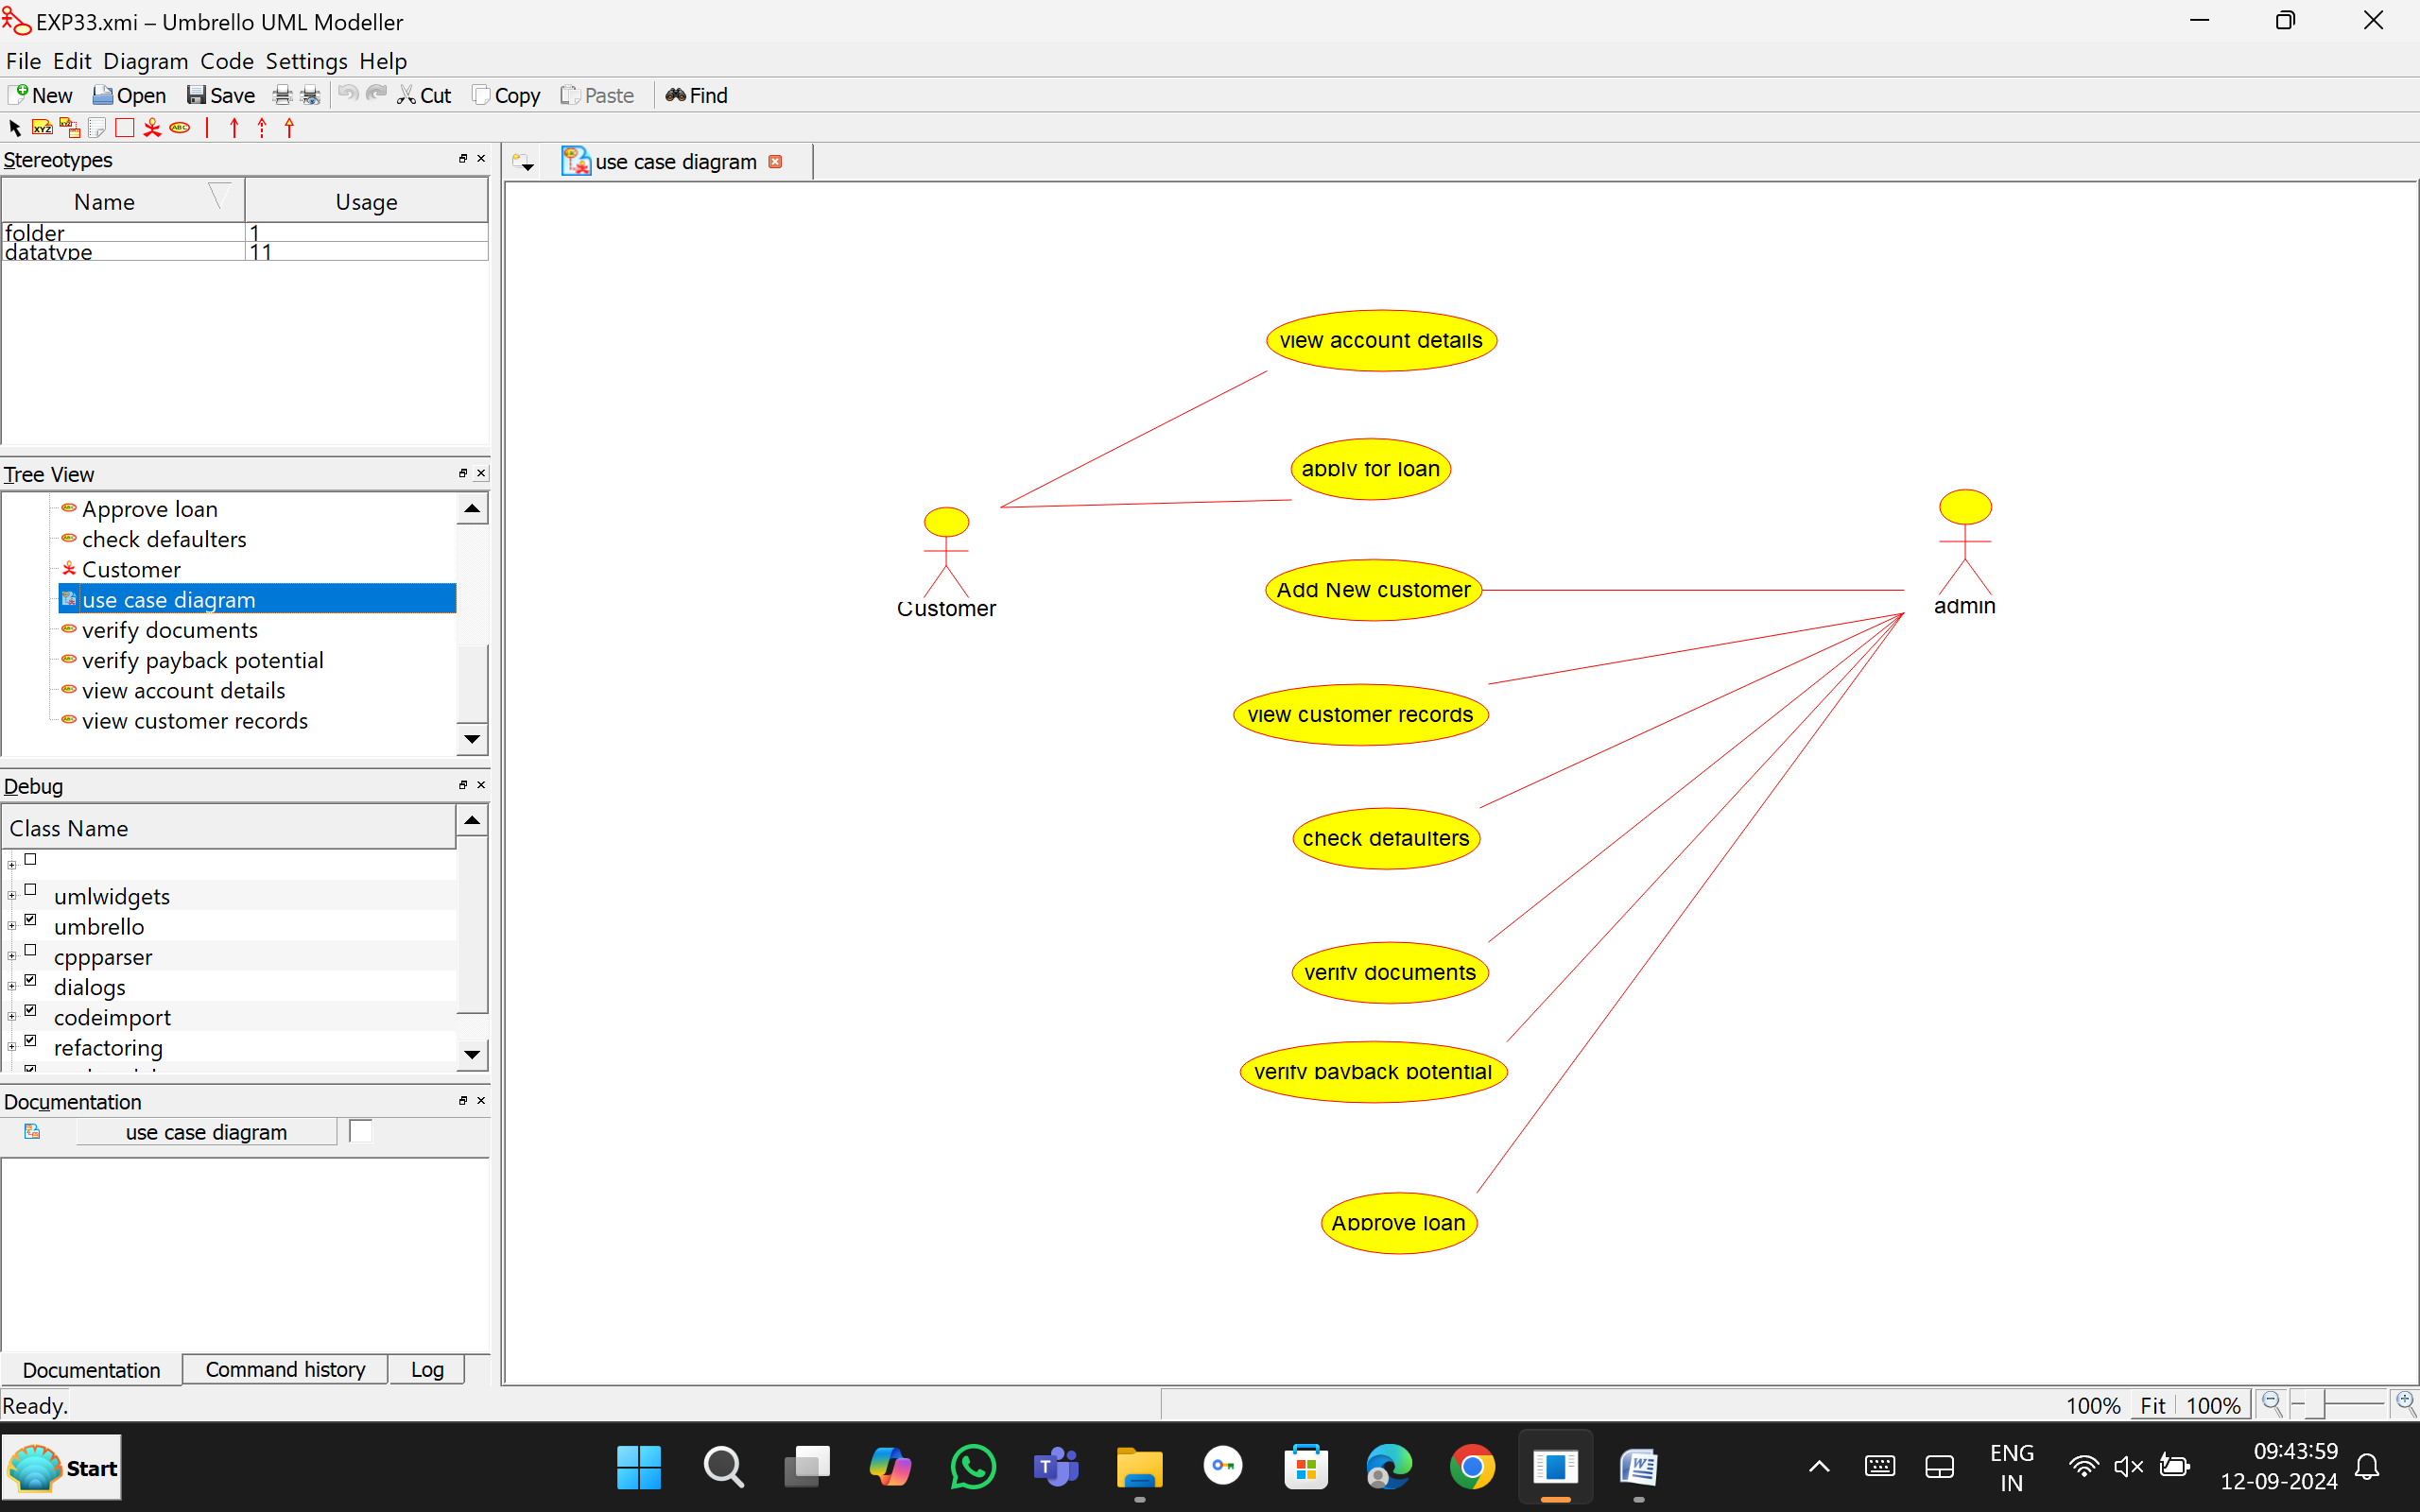 EXP33.xmi – Umbrello UML Modeller
File Edit Diagram Code Settings Help
New Open Save Cut Copy Paste Find
Stereotypes
Name Usage
folder 1
datatype 11
Tree View
Approve loan
check defaulters
Customer
use case diagram
verify documents
verify payback potential
view account details
view customer records
Debug
Class Name
umlwidgets
umbrello
cppparser
dialogs
codeimport
refactoring
Documentation
use case diagram
Documentation Command history Log
Ready.
use case diagram
view account details
apply for loan
Customer
Add New customer
admin
view customer records
check defaulters
verify documents
verify payback potential
Approve loan
100% Fit 100%
Start
ENG
IN
09:43:59
12-09-2024